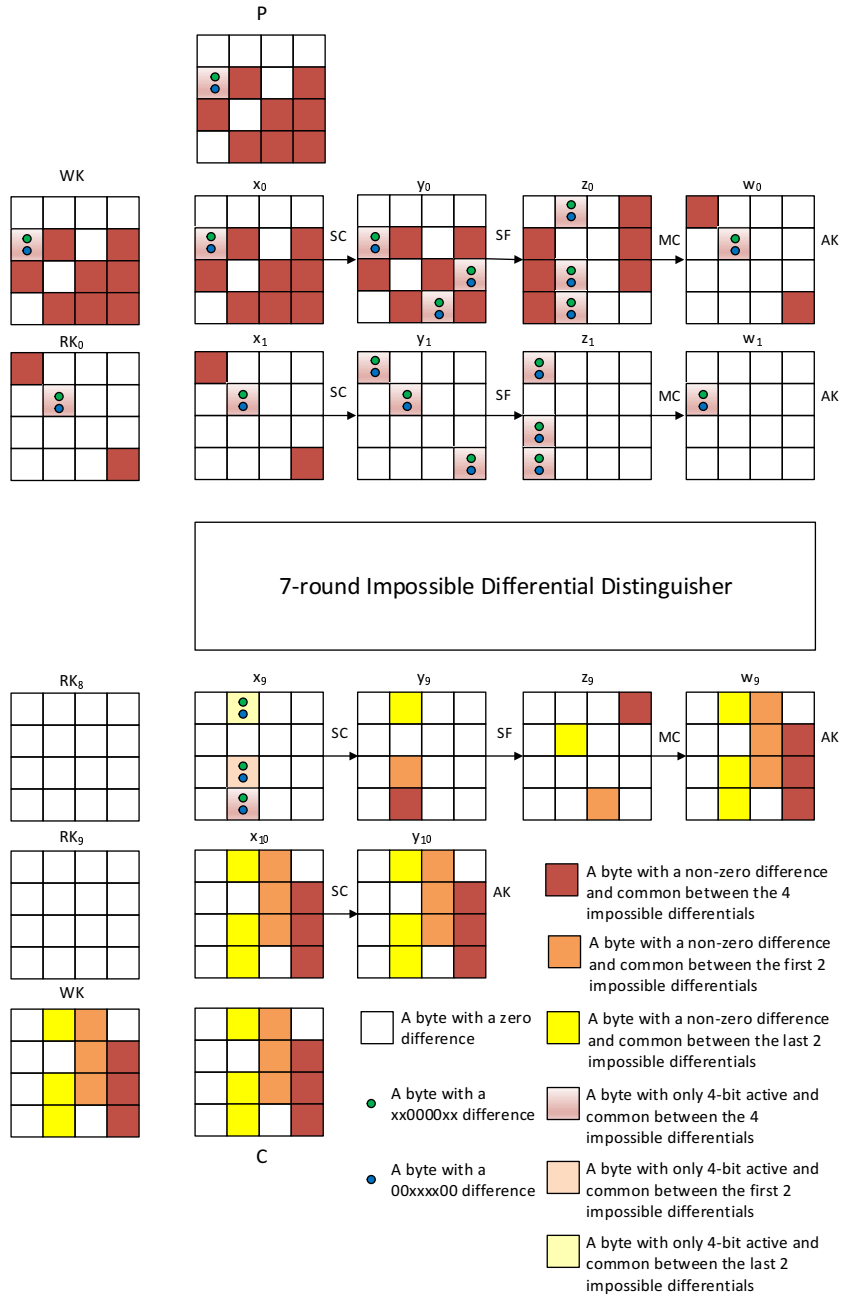 P
WK
x0
y0
z0
w0
SC
SF
MC
AK
RK0
x1
y1
z1
w1
SC
SF
MC
AK
7-round Impossible Differential Distinguisher
RK8
x9
y9
z9
w9
SC
SF
MC
AK
RK9
x10
y10
SC
AK
WK
C
A byte with a zero
difference
A byte with a
xx0000xx difference
A byte with a
00xxxx00 difference
A byte with a non-zero difference
and common between the 4
impossible differentials
A byte with a non-zero difference
and common between the first 2
impossible differentials
A byte with a non-zero difference
and common between the last 2
impossible differentials
A byte with only 4-bit active and
common between the 4
impossible differentials
A byte with only 4-bit active and
common between the first 2
impossible differentials
A byte with only 4-bit active and
common between the last 2
impossible differentials